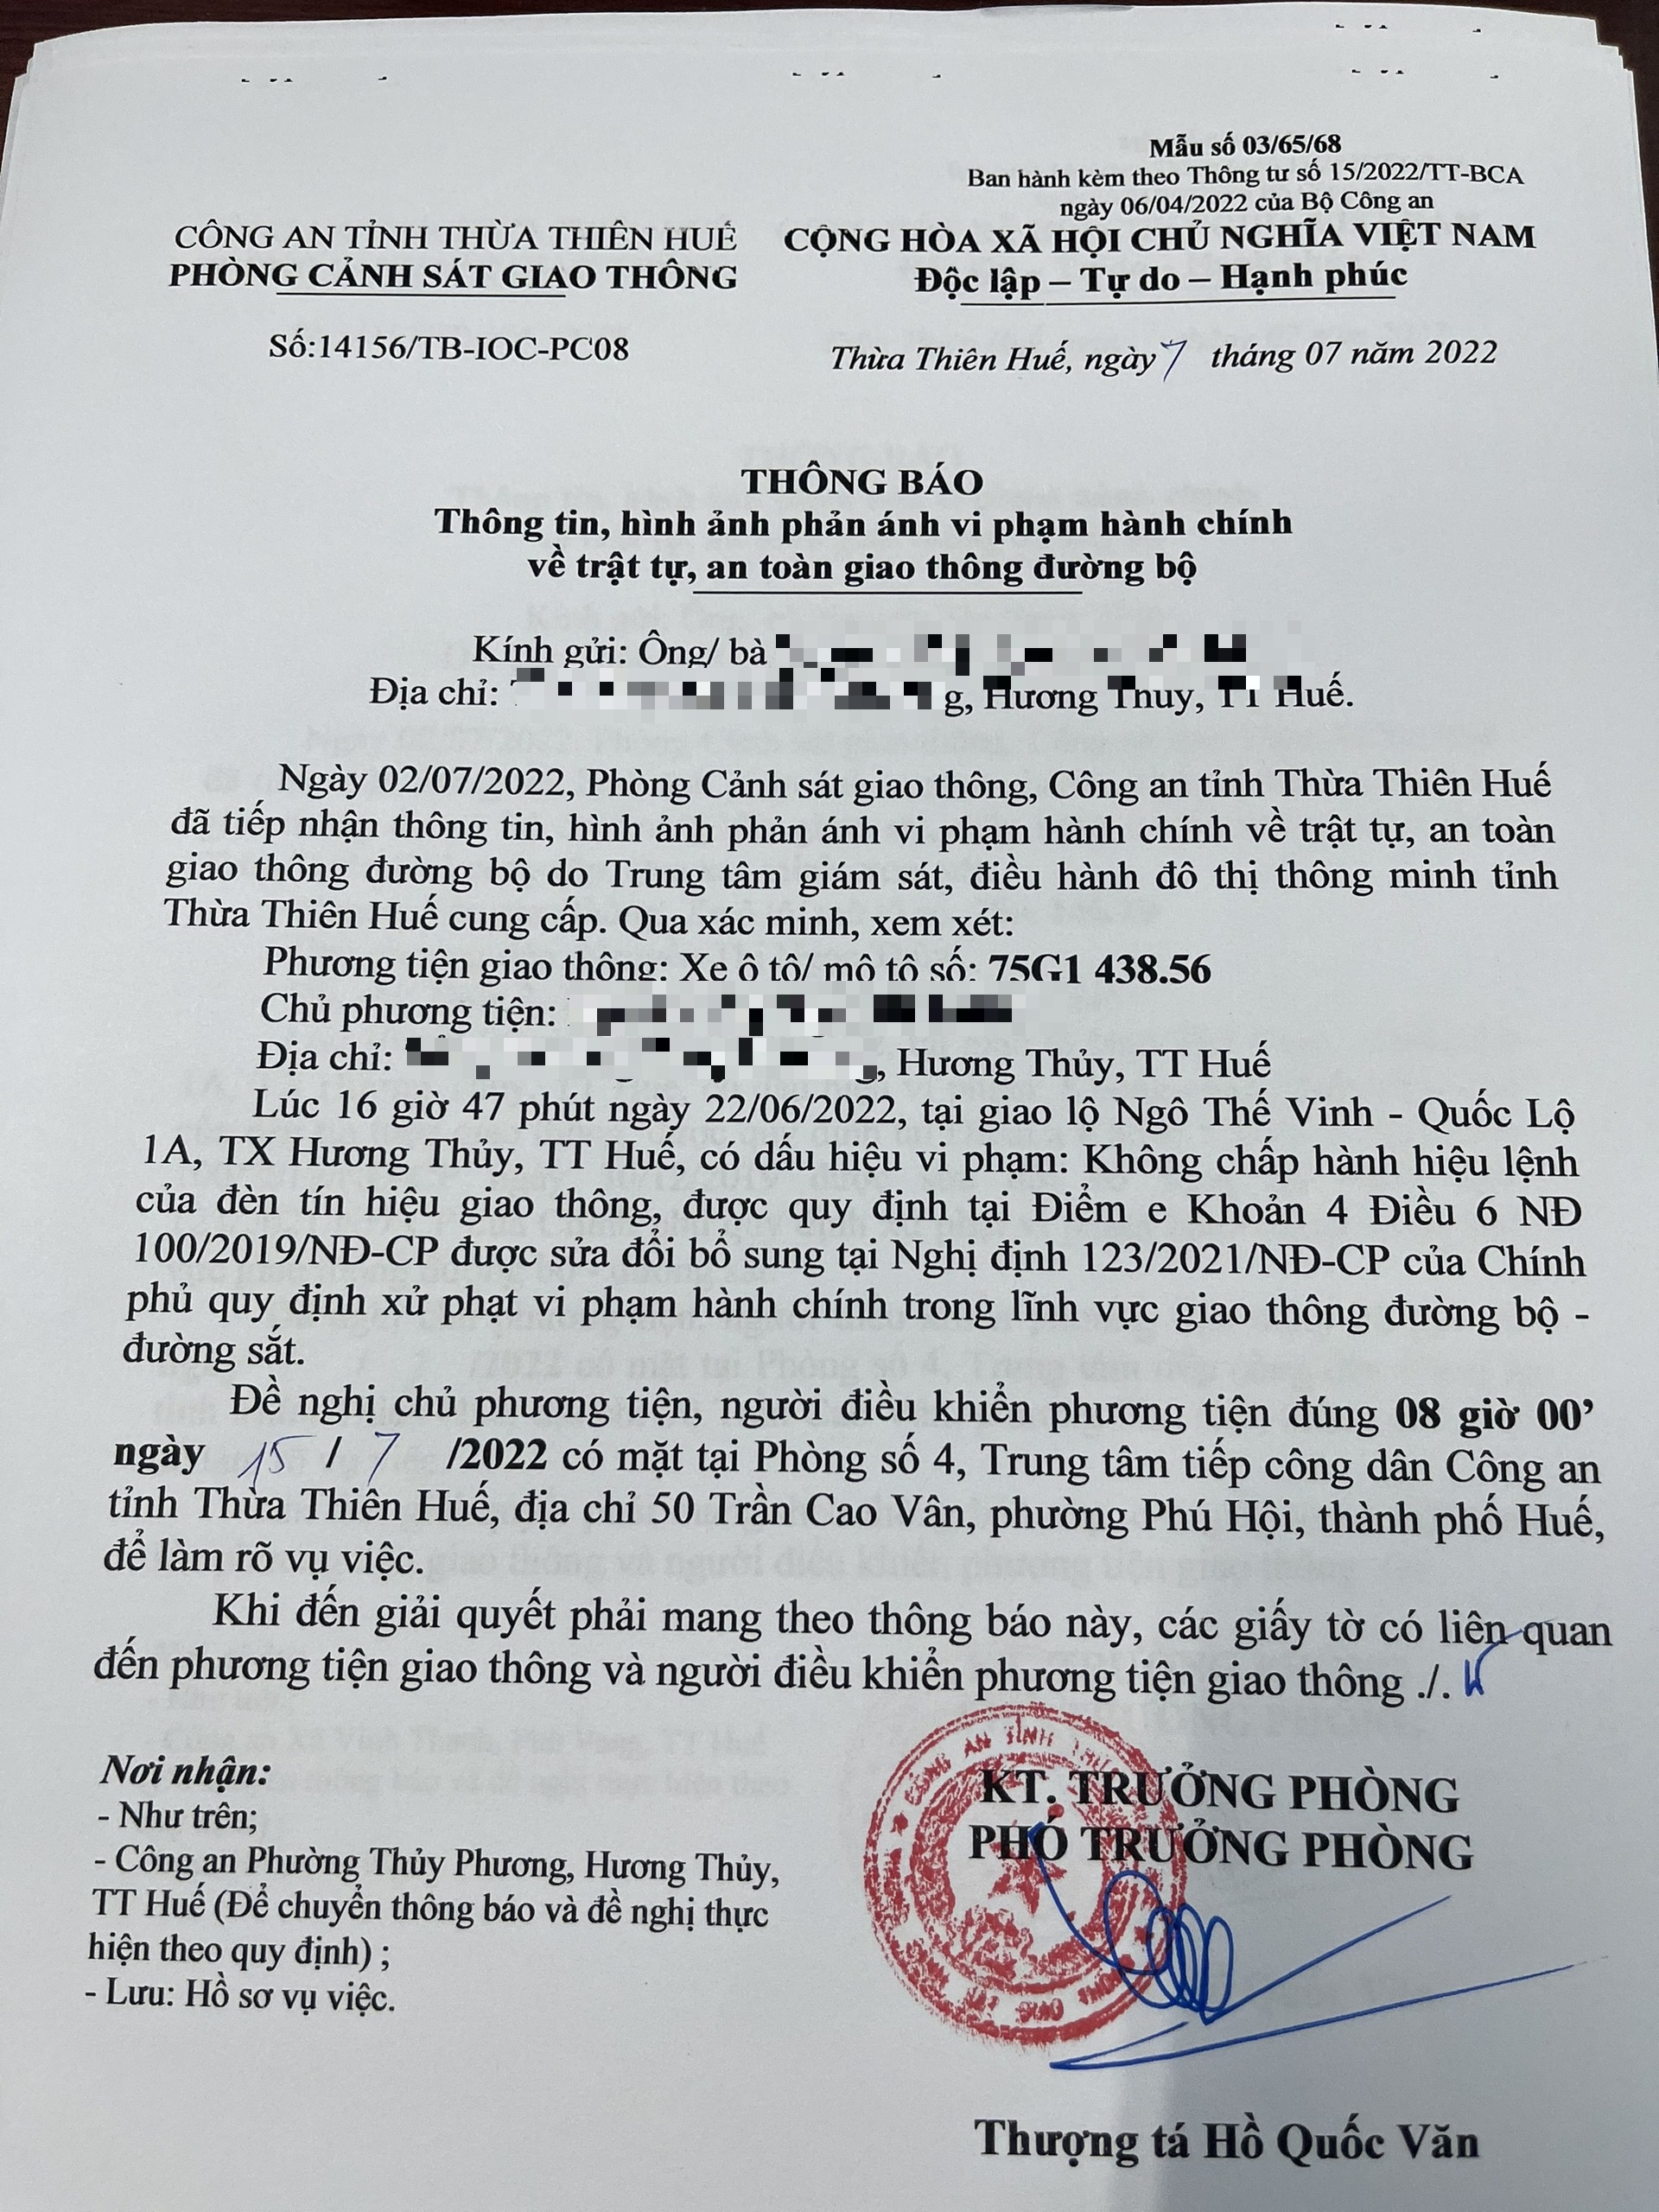 Mẫu số 03/65/68
Ban hành kèm theo Thông tư số 15/2022/TT-BCA
ngày 06/04/2022 của Bộ Công an
CÔNG AN TỈNH THỪA THIÊN HUẾ
PHÒNG CẢNH SÁT GIAO THÔNG
CỘNG HÒA XÃ HỘI CHỦ NGHĨA VIỆT NAM
Độc lập – Tự do – Hạnh phúc
Số:14156/TB-IOC-PC08
Thừa Thiên Huế, ngày 7 tháng 07 năm 2022
THÔNG BÁO
Thông tin, hình ảnh phản ánh vi phạm hành chính
về trật tự, an toàn giao thông đường bộ
Kính gửi: Ông/ bà
Địa chỉ: g, Hương Thuy, TT Huế.
Ngày 02/07/2022, Phòng Cảnh sát giao thông, Công an tỉnh Thừa Thiên Huế
đã tiếp nhận thông tin, hình ảnh phản ánh vi phạm hành chính về trật tự, an toàn
giao thông đường bộ do Trung tâm giám sát, điều hành đô thị thông minh tỉnh
Thừa Thiên Huế cung cấp. Qua xác minh, xem xét:
Phương tiện giao thông: Xe ô tô/ mô tô số: 75G1 438.56
Chủ phương tiện:
Địa chỉ: , Hương Thủy, TT Huế
Lúc 16 giờ 47 phút ngày 22/06/2022, tại giao lộ Ngô Thế Vinh - Quốc Lộ
1A, TX Hương Thủy, TT Huế, có dấu hiệu vi phạm: Không chấp hành hiệu lệnh
của đèn tín hiệu giao thông, được quy định tại Điểm e Khoản 4 Điều 6 NĐ
100/2019/NĐ-CP được sửa đổi bổ sung tại Nghị định 123/2021/NĐ-CP của Chính
phủ quy định xử phạt vi phạm hành chính trong lĩnh vực giao thông đường bộ -
đường sắt.
Đề nghị chủ phương tiện, người điều khiển phương tiện đúng 08 giờ 00’
ngày 15 / 7 /2022 có mặt tại Phòng số 4, Trung tâm tiếp công dân Công an
tỉnh Thừa Thiên Huế, địa chỉ 50 Trần Cao Vân, phường Phú Hội, thành phố Huế,
để làm rõ vụ việc.
Khi đến giải quyết phải mang theo thông báo này, các giấy tờ có liên quan
đến phương tiện giao thông và người điều khiển phương tiện giao thông ./.
Nơi nhận:
- Như trên;
- Công an Phường Thủy Phương, Hương Thủy,
TT Huế (Để chuyển thông báo và đề nghị thực
hiện theo quy định) ;
- Lưu: Hồ sơ vụ việc.
KT. TRƯỞNG PHÒNG
PHÓ TRƯỞNG PHÒNG
CÔNG AN TỈNH
Thượng tá Hồ Quốc Văn